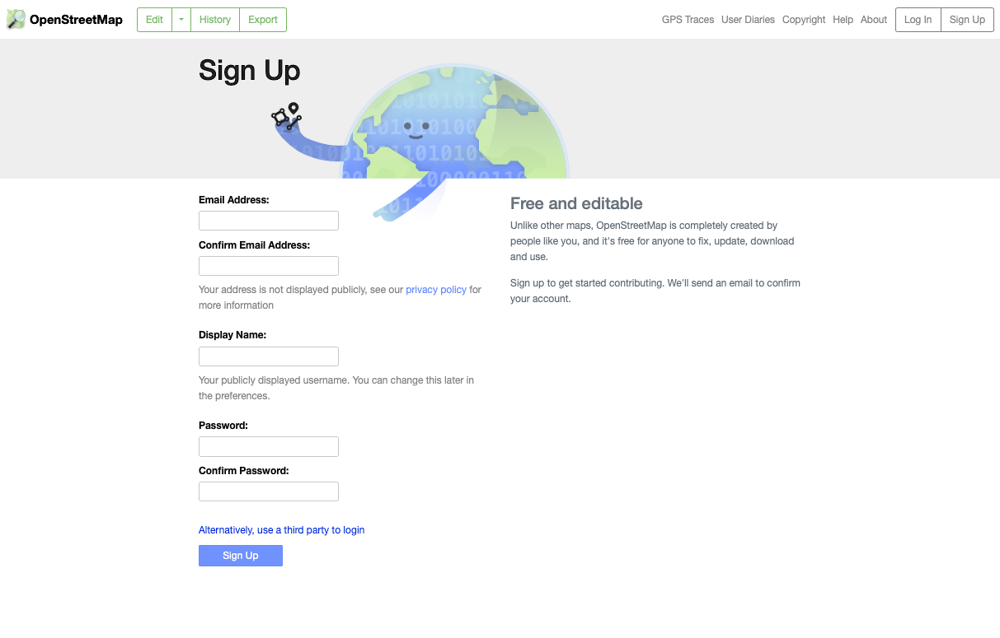 OpenStreetMap Edit History Export GPS Traces User Diaries Copyright Help About Log In Sign Up
Sign Up
Email Address:
Confirm Email Address:
Your address is not displayed publicly, see our privacy policy for
more information
Display Name:
Your publicly displayed username. You can change this later in
the preferences.
Password:
Confirm Password:
Alternatively, use a third party to login
Sign Up
Free and editable
Unlike other maps, OpenStreetMap is completely created by
people like you, and it's free for anyone to fix, update, download
and use.
Sign up to get started contributing. We'll send an email to confirm
your account.